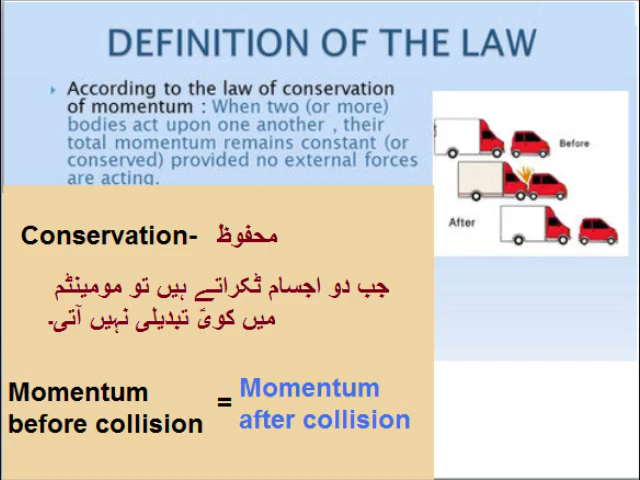 DEFINITION OF THE LAW
According to the law of conservation
of momentum : When two (or more)
bodies act upon one another , their
total momentum remains constant (or
conserved) provided no external forces
are acting.
Before
After
Conservation- محفوظ
جب دو اجسام ٹکراتے ہیں تو مومینٹم
میں کوئ تبدیلی نہیں آتی۔
Momentum
before collision
=
Momentum
after collision